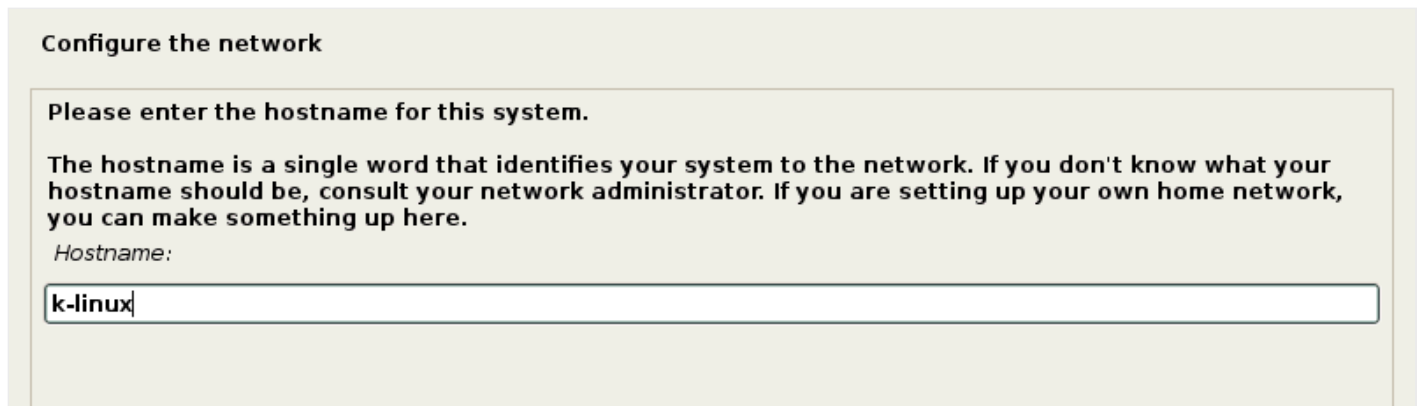 Configure the network
Please enter the hostname for this system.
The hostname is a single word that identifies your system to the network. If you don't know what your
hostname should be, consult your network administrator. If you are setting up your own home network,
you can make something up here.
Hostname:
k-linux